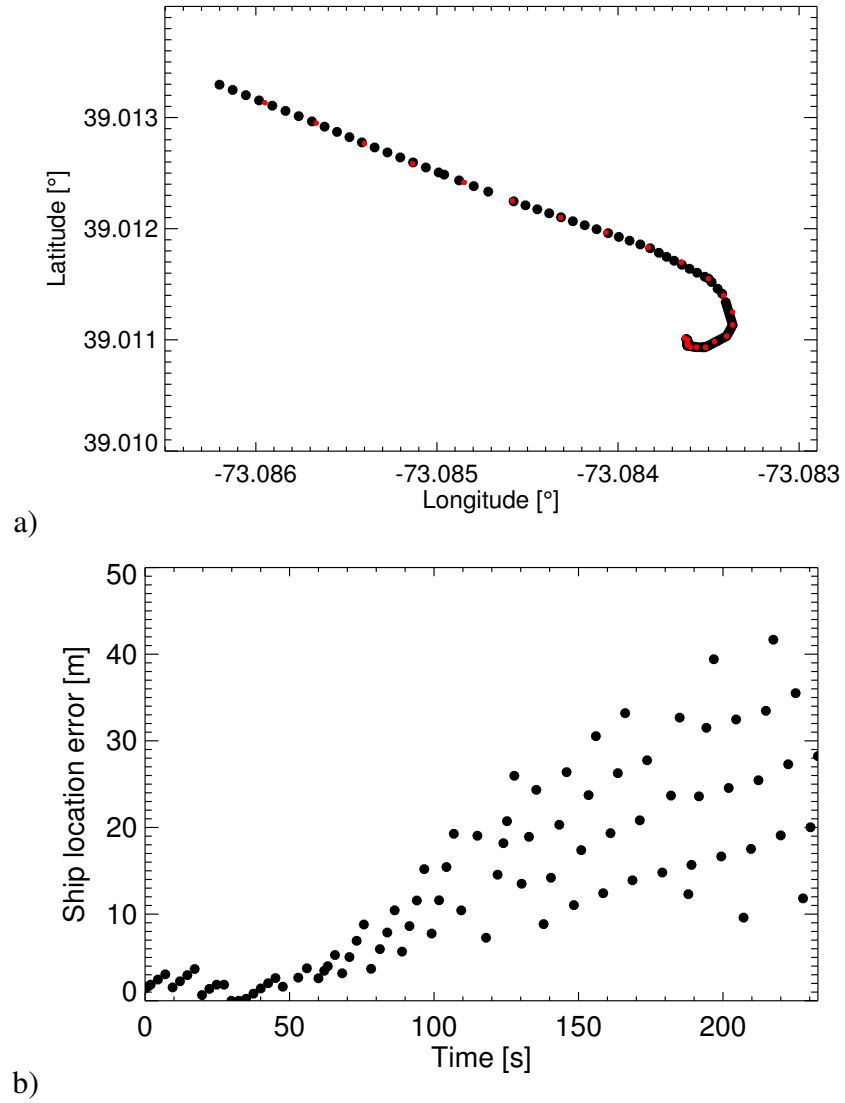 39.013
39.012
39.011
39.010
Latitude [°]
-73.086 -73.085 -73.084 -73.083
Longitude [°]
a)
50
40
30
20
10
0
Ship location error [m]
0 50 100 150 200
Time [s]
b)